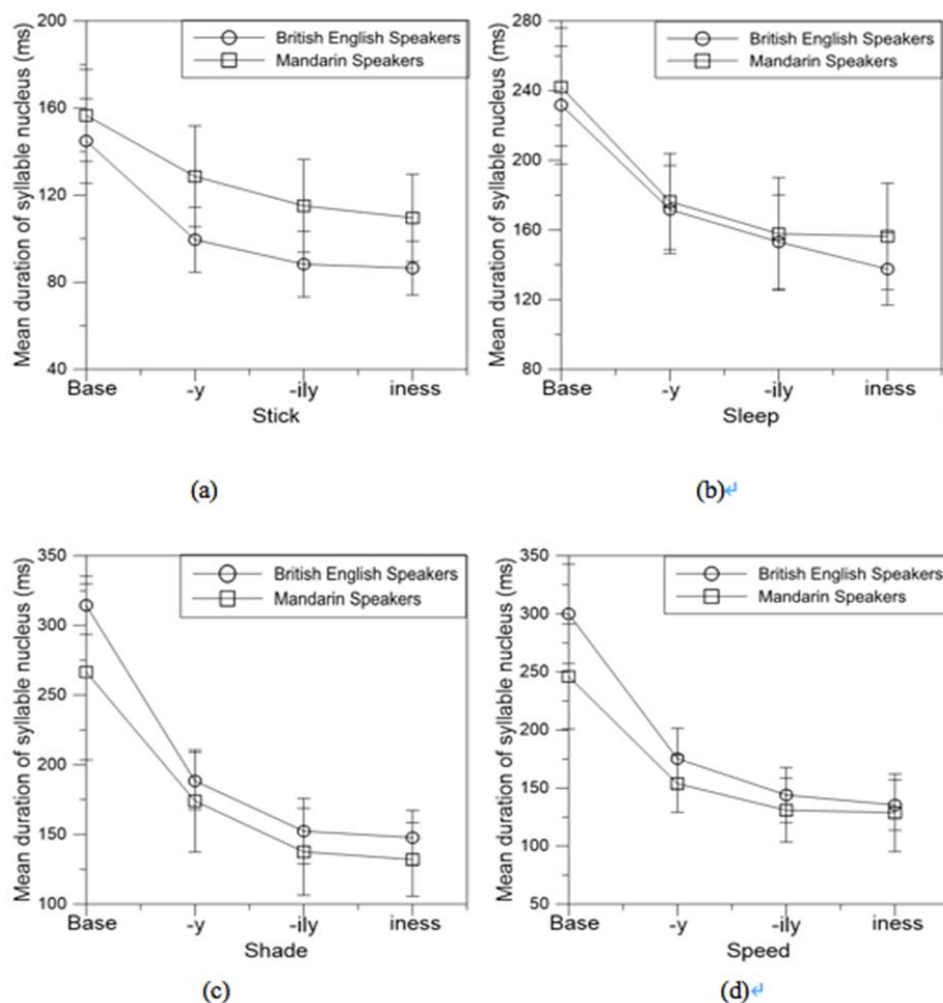 British English Speakers
Mandarin Speakers
Mean duration of syllable nucleus (ms)
200
160
120
80
40
Base -y -ily iness
Stick
(a)
British English Speakers
Mandarin Speakers
Mean duration of syllable nucleus (ms)
280
240
200
160
120
80
Base -y -ily iness
Sleep
(b)↵
British English Speakers
Mandarin Speakers
Mean duration of syllable nucleus (ms)
350
300
250
200
150
100
Base -y -ily iness
Shade
(c)
British English Speakers
Mandarin Speakers
Mean duration of syllable nucleus (ms)
350
300
250
200
150
100
50
Base -y -ily iness
Speed
(d)↵